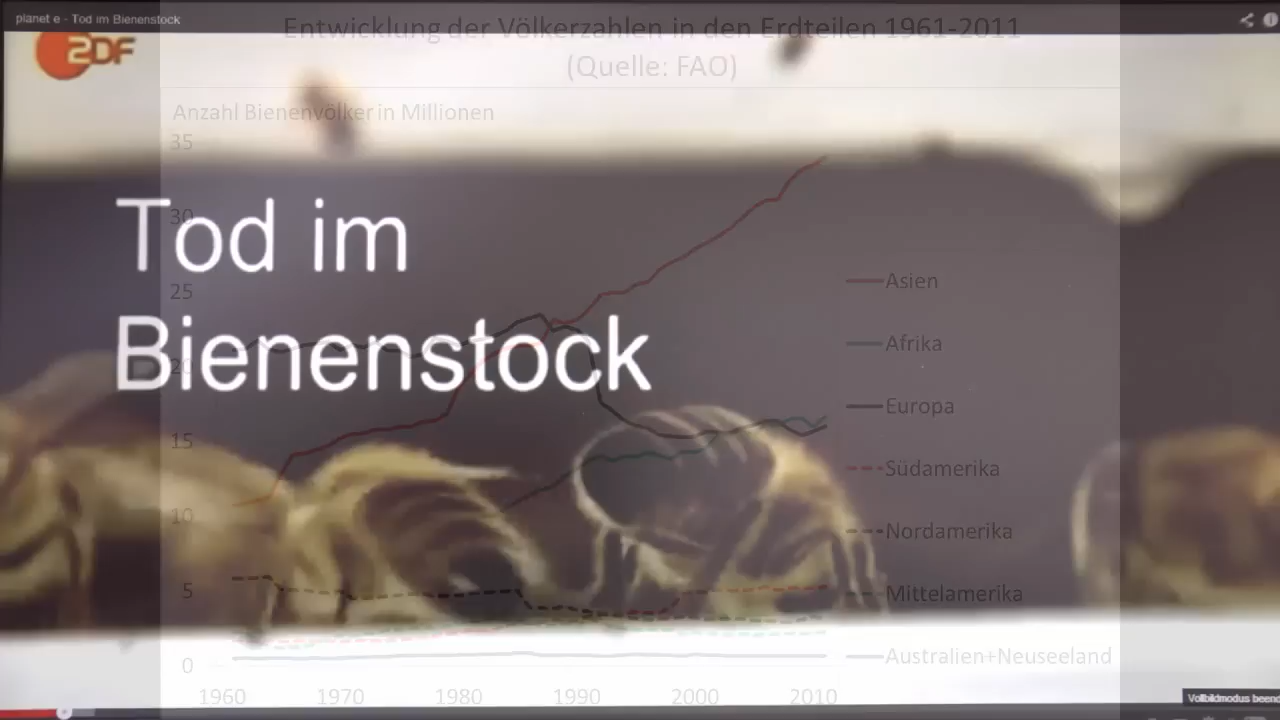 planet e - Tod im Bienenstock
ZDF
Entwicklung der Völkerzahlen in den Erdteilen 1961-2011
(Quelle: FAO)
Anzahl Bienenvölker in Millionen
35
30
25
20
15
10
5
0
Tod im
Bienenstock
Asien
Afrika
Europa
Südamerika
Nordamerika
Mittelamerika
Australien+Neuseeland
1960 1970 1980 1990 2000 2010
Vollbildmodus been